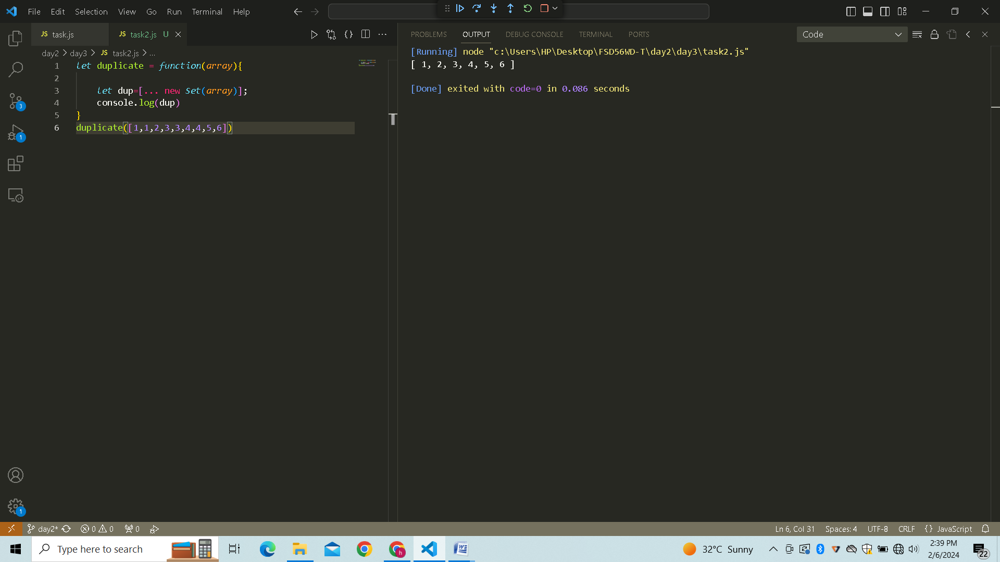 File Edit Selection View Go Run Terminal Help
JS task.js JS task2.js U
day2 > day3 > JS task2.js > ...
1 let duplicate = function(array){
2
3 let dup=[... new Set(array)];
4 console.log(dup)
5 }
6 duplicate([1,1,2,3,3,4,4,5,6])
PROBLEMS OUTPUT DEBUG CONSOLE TERMINAL PORTS Code
[Running] node "c:\Users\HP\Desktop\FSD56WD-T\day2\day3\task2.js"
[ 1, 2, 3, 4, 5, 6 ]
[Done] exited with code=0 in 0.086 seconds
3
1
1
day2* 0 0 0 Ln 6, Col 31 Spaces: 4 UTF-8 CRLF {} JavaScript
Type here to search h 32°C Sunny 2:39 PM
2/6/2024 22